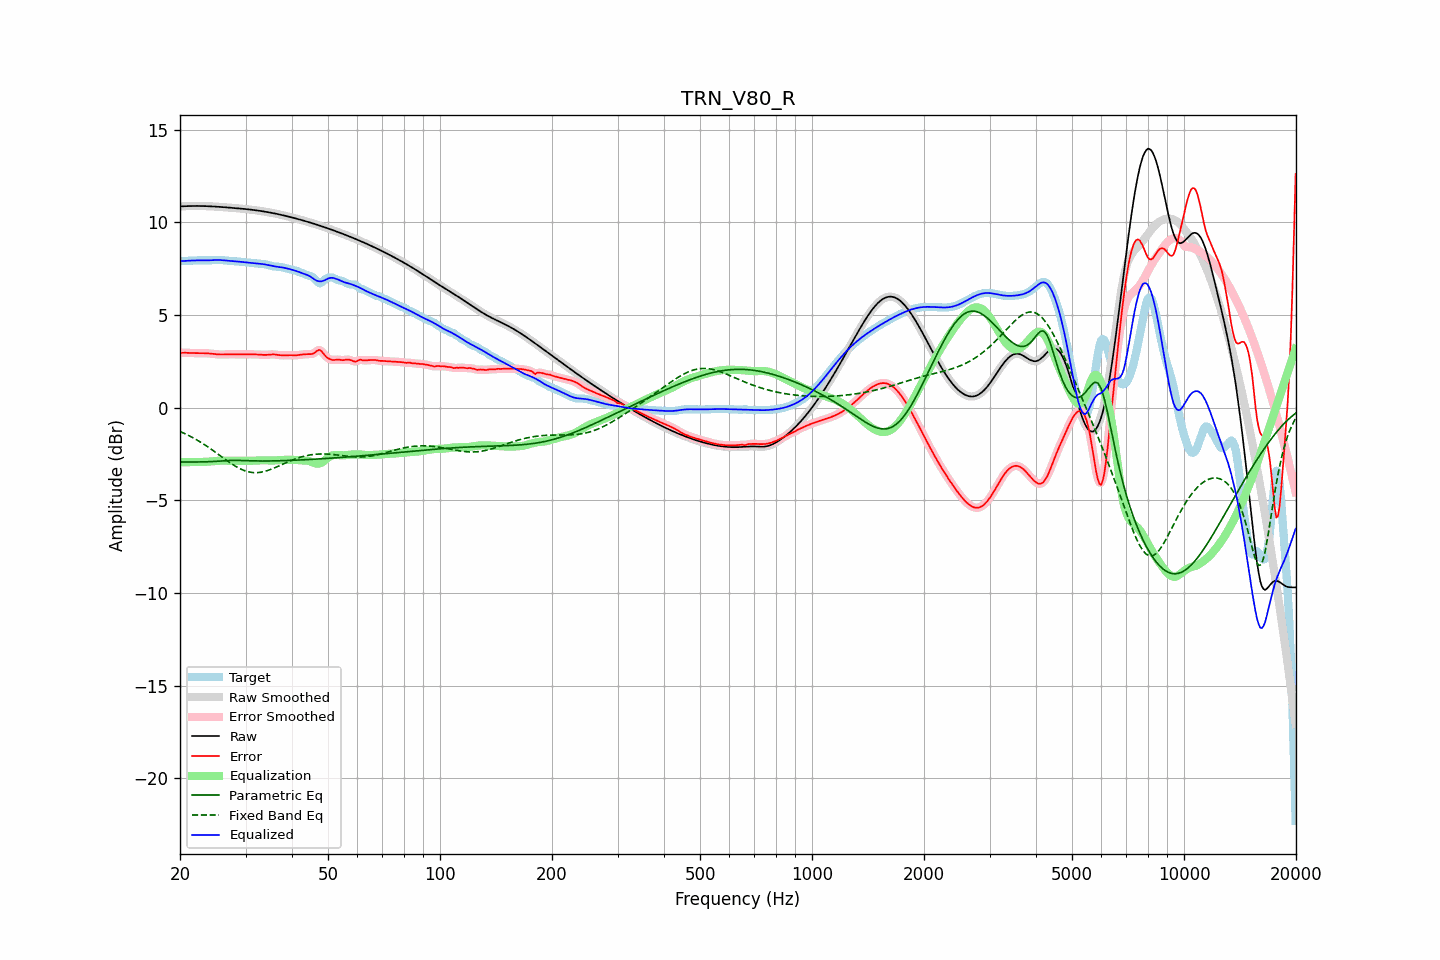 TRN_V80_R
Amplitude (dBr)
15
10
5
0
−5
−10
−15
−20
Target
Raw Smoothed
Error Smoothed
Raw
Error
Equalization
Parametric Eq
Fixed Band Eq
Equalized
20 50 100 200 500 1000 2000 5000 10000 20000
Frequency (Hz)